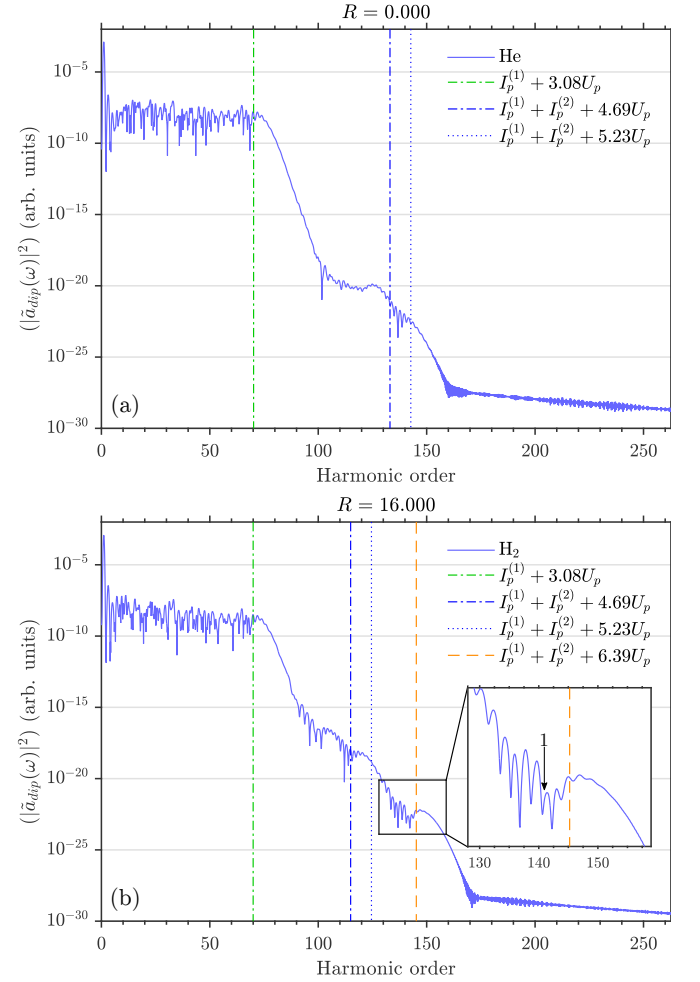 R = 0.000
He
I_p^(1) + 3.08U_p
I_p^(1) + I_p^(2) + 4.69U_p
I_p^(1) + I_p^(2) + 5.23U_p
10^−5
10^−10
10^−15
10^−20
10^−25
10^−30
(|ã_dip(ω)|^2) (arb. units)
(a)
0 50 100 150 200 250
Harmonic order
R = 16.000
H_2
I_p^(1) + 3.08U_p
I_p^(1) + I_p^(2) + 4.69U_p
I_p^(1) + I_p^(2) + 5.23U_p
I_p^(1) + I_p^(2) + 6.39U_p
10^−5
10^−10
10^−15
10^−20
10^−25
10^−30
(|ã_dip(ω)|^2) (arb. units)
1
130 140 150
(b)
0 50 100 150 200 250
Harmonic order